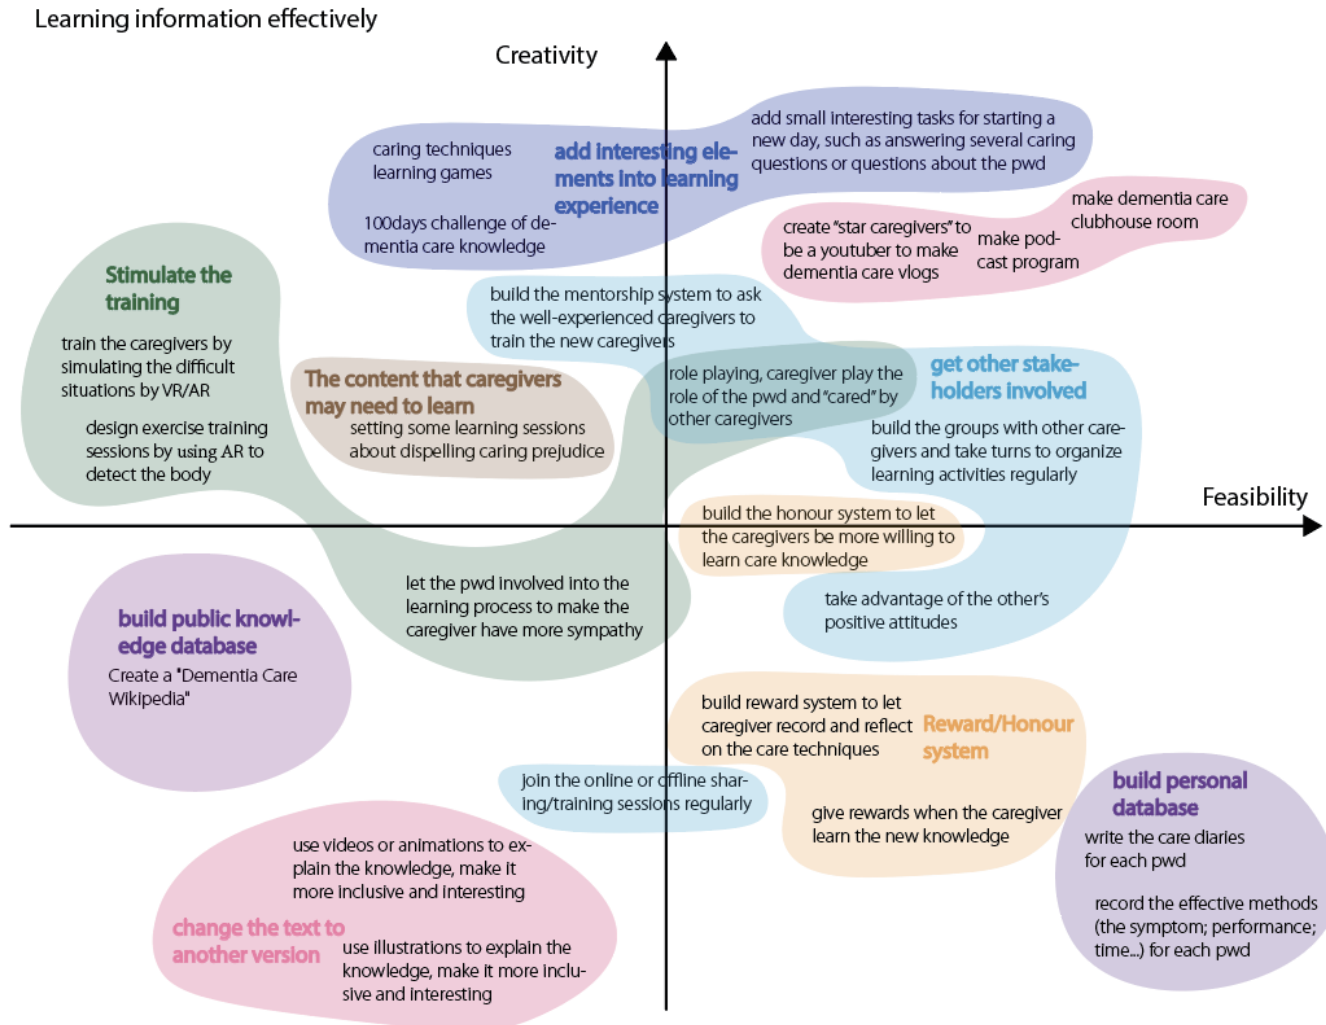 Learning information effectively
Creativity
add small interesting tasks for starting a
new day, such as answering several caring
questions or questions about the pwd
caring techniques
learning games
add interesting ele-
ments into learning
experience
100days challenge of de-
mentia care knowledge
make dementia care
clubhouse room
create “star caregivers” to
be a youtuber to make
dementia care vlogs
make pod-
cast program
Stimulate the
training
train the caregivers by
simulating the difficult
situations by VR/AR
design exercise training
sessions by using AR to
detect the body
build the mentorship system to ask
the well-experienced caregivers to
train the new caregivers
The content that caregivers
may need to learn
setting some learning sessions
about dispelling caring prejudice
role playing, caregiver play the
role of the pwd and “cared” by
other caregivers
get other stake-
holders involved
build the groups with other care-
givers and take turns to organize
learning activities regularly
Feasibility
build the honour system to let
the caregivers be more willing to
learn care knowledge
let the pwd involved into the
learning process to make the
caregiver have more sympathy
take advantage of the other's
positive attitudes
build public knowl-
edge database
Create a "Dementia Care
Wikipedia"
build reward system to let
caregiver record and reflect
on the care techniques
Reward/Honour
system
join the online or offline shar-
ing/training sessions regularly
give rewards when the caregiver
learn the new knowledge
build personal
database
write the care diaries
for each pwd
record the effective methods
(the symptom; performance;
time...) for each pwd
use videos or animations to ex-
plain the knowledge, make it
more inclusive and interesting
change the text to
another version
use illustrations to explain the
knowledge, make it more inclu-
sive and interesting